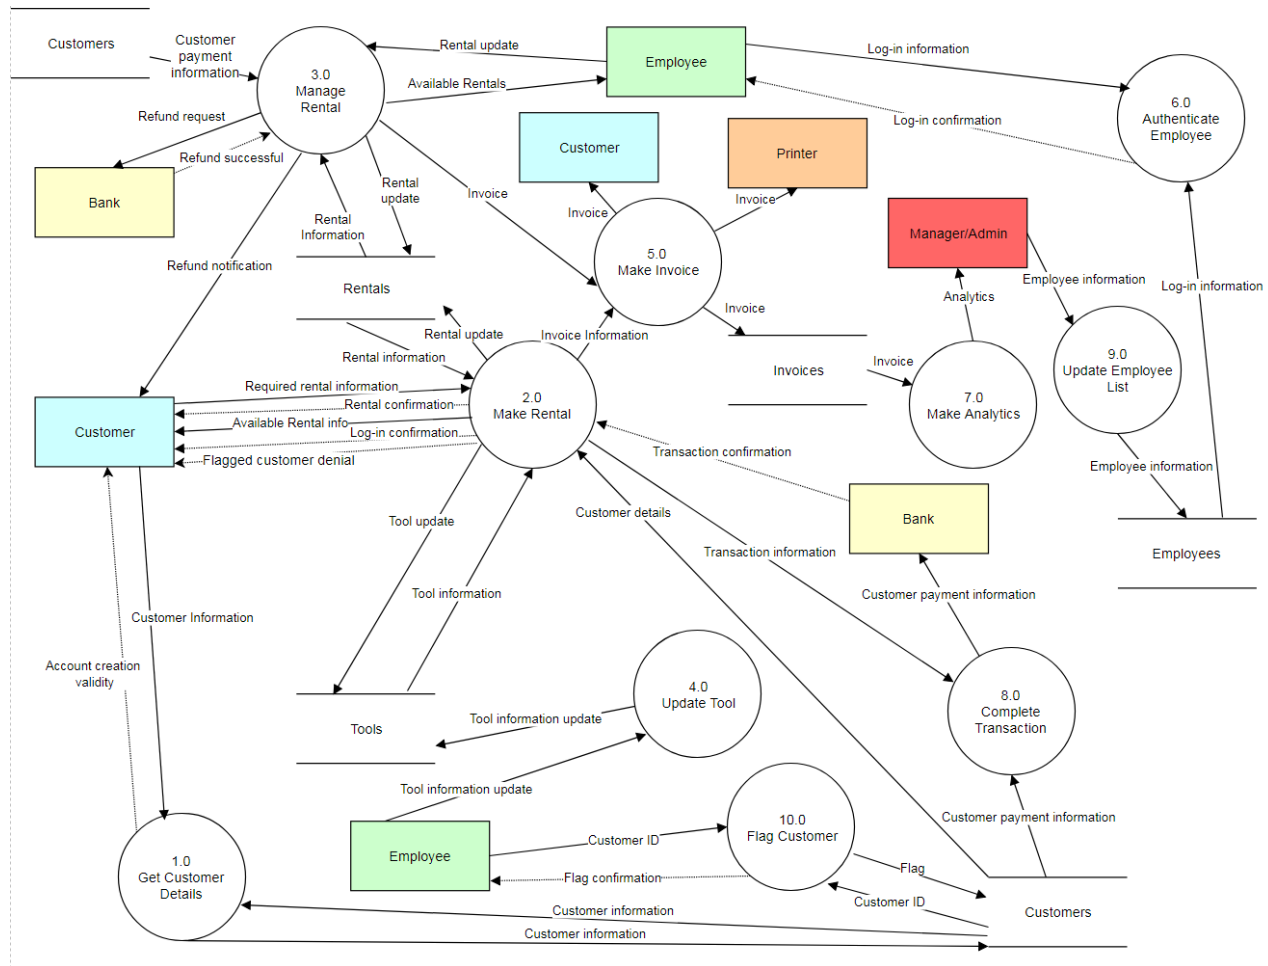 Customers
Customer
payment
information
3.0
Manage
Rental
Rental update
Available Rentals
Employee
Log-in information
Log-in confirmation
6.0
Authenticate
Employee
Refund request
Refund successful
Bank
Customer
Printer
Rental
update
Invoice
Invoice
Invoice
Rental
Information
5.0
Make Invoice
Manager/Admin
Refund notification
Rentals
Employee information
Log-in information
Analytics
Invoice
Rental update
Invoice Information
Rental information
Invoices
Invoice
9.0
Update Employee
List
Required rental information
Rental confirmation
Available Rental info
Log-in confirmation
Flagged customer denial
Customer
2.0
Make Rental
7.0
Make Analytics
Transaction confirmation
Employee information
Tool update
Customer details
Bank
Transaction information
Employees
Tool information
Customer payment information
Customer Information
Account creation
validity
4.0
Update Tool
8.0
Complete
Transaction
Tools
Tool information update
Tool information update
Customer payment information
Employee
Customer ID
10.0
Flag Customer
Flag confirmation
Flag
Customer ID
1.0
Get Customer
Details
Customer information
Customer information
Customers